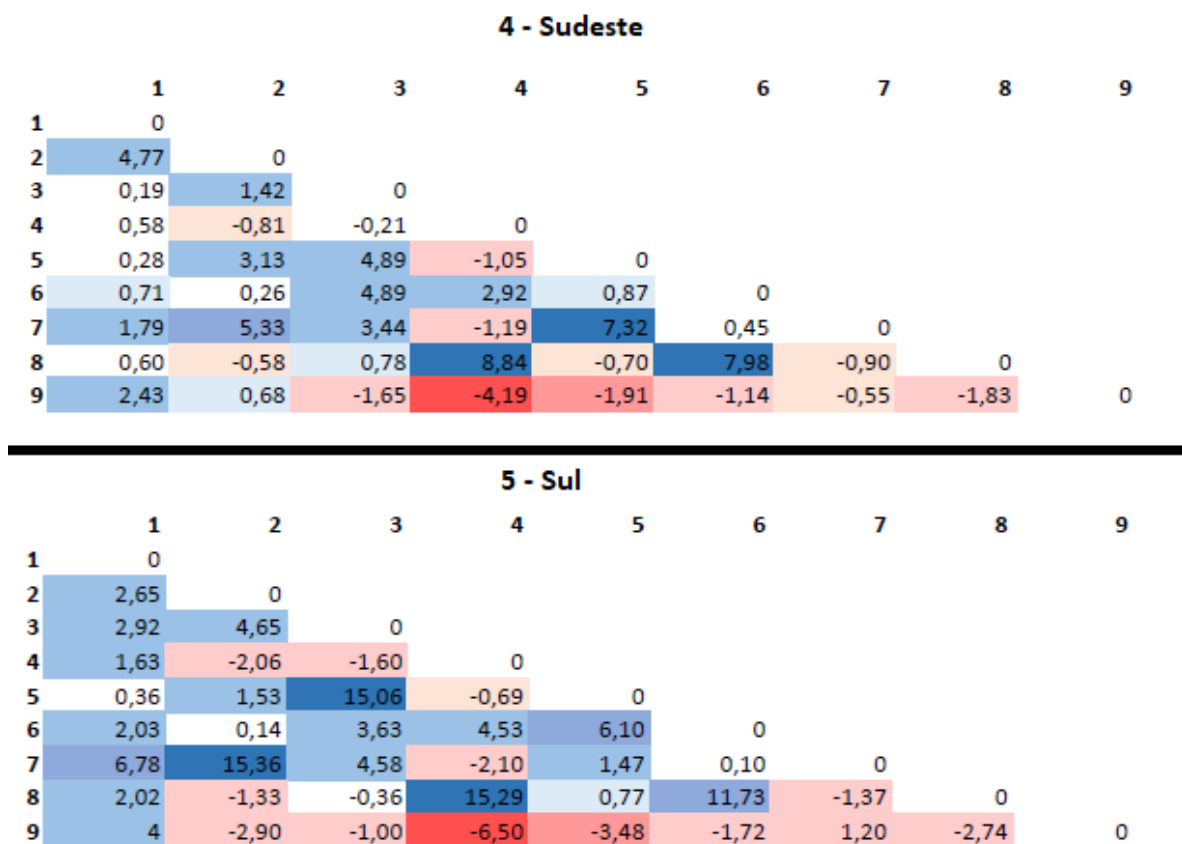 4 - Sudeste
1 2 3 4 5 6 7 8 9
1 0
2 4,77 0
3 0,19 1,42 0
4 0,58 -0,81 -0,21 0
5 0,28 3,13 4,89 -1,05 0
6 0,71 0,26 4,89 2,92 0,87 0
7 1,79 5,33 3,44 -1,19 7,32 0,45 0
8 0,60 -0,58 0,78 8,84 -0,70 7,98 -0,90 0
9 2,43 0,68 -1,65 -4,19 -1,91 -1,14 -0,55 -1,83 0
5 - Sul
1 2 3 4 5 6 7 8 9
1 0
2 2,65 0
3 2,92 4,65 0
4 1,63 -2,06 -1,60 0
5 0,36 1,53 15,06 -0,69 0
6 2,03 0,14 3,63 4,53 6,10 0
7 6,78 15,36 4,58 -2,10 1,47 0,10 0
8 2,02 -1,33 -0,36 15,29 0,77 11,73 -1,37 0
9 4 -2,90 -1,00 -6,50 -3,48 -1,72 1,20 -2,74 0